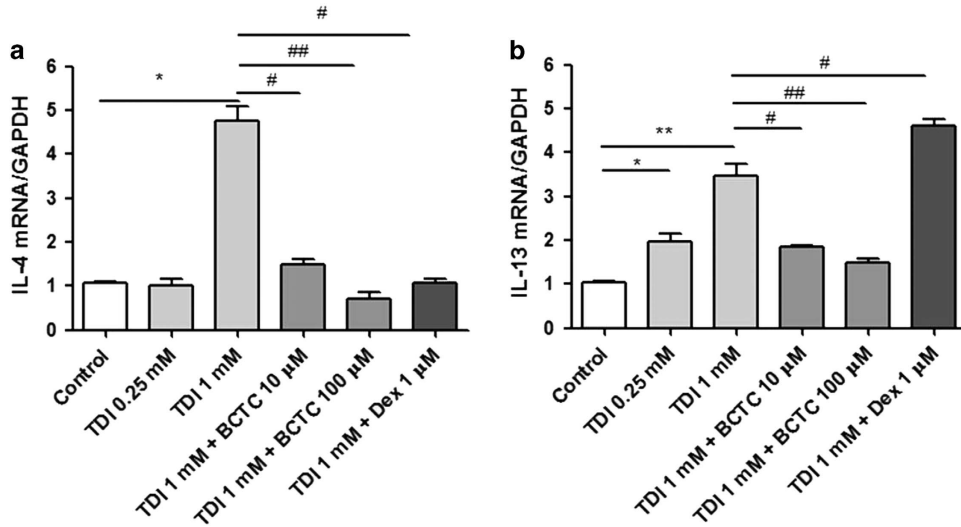 a
#
##
*
#
IL-4 mRNA/GAPDH
6
5
4
3
2
1
0
Control
TDI 0.25 mM
TDI 1 mM
TDI 1 mM + BCTC 10 µM
TDI 1 mM + BCTC 100 µM
TDI 1 mM + Dex 1 µM
b
#
##
#
**
*
IL-13 mRNA/GAPDH
6
5
4
3
2
1
0
Control
TDI 0.25 mM
TDI 1 mM
TDI 1 mM + BCTC 10 µM
TDI 1 mM + BCTC 100 µM
TDI 1 mM + Dex 1 µM